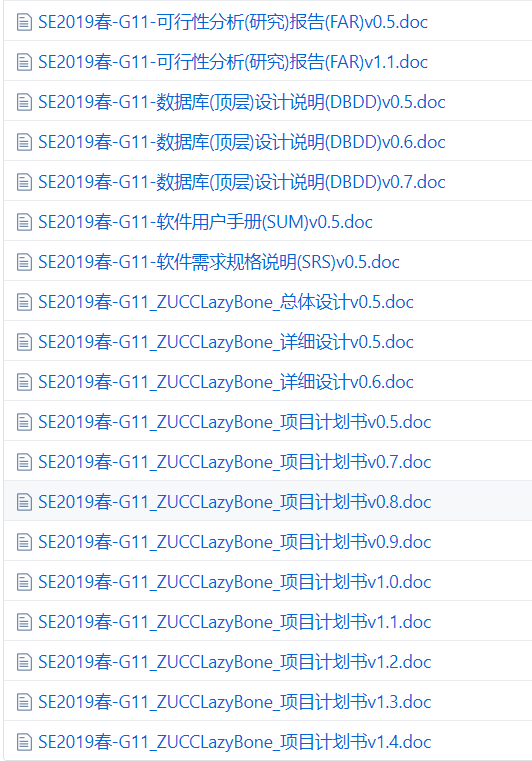 SE2019春-G11-可行性分析(研究)报告(FAR)v0.5.doc
SE2019春-G11-可行性分析(研究)报告(FAR)v1.1.doc
SE2019春-G11-数据库(顶层)设计说明(DBDD)v0.5.doc
SE2019春-G11-数据库(顶层)设计说明(DBDD)v0.6.doc
SE2019春-G11-数据库(顶层)设计说明(DBDD)v0.7.doc
SE2019春-G11-软件用户手册(SUM)v0.5.doc
SE2019春-G11-软件需求规格说明(SRS)v0.5.doc
SE2019春-G11_ZUCCLazyBone_总体设计v0.5.doc
SE2019春-G11_ZUCCLazyBone_详细设计v0.5.doc
SE2019春-G11_ZUCCLazyBone_详细设计v0.6.doc
SE2019春-G11_ZUCCLazyBone_项目计划书v0.5.doc
SE2019春-G11_ZUCCLazyBone_项目计划书v0.7.doc
SE2019春-G11_ZUCCLazyBone_项目计划书v0.8.doc
SE2019春-G11_ZUCCLazyBone_项目计划书v0.9.doc
SE2019春-G11_ZUCCLazyBone_项目计划书v1.0.doc
SE2019春-G11_ZUCCLazyBone_项目计划书v1.1.doc
SE2019春-G11_ZUCCLazyBone_项目计划书v1.2.doc
SE2019春-G11_ZUCCLazyBone_项目计划书v1.3.doc
SE2019春-G11_ZUCCLazyBone_项目计划书v1.4.doc